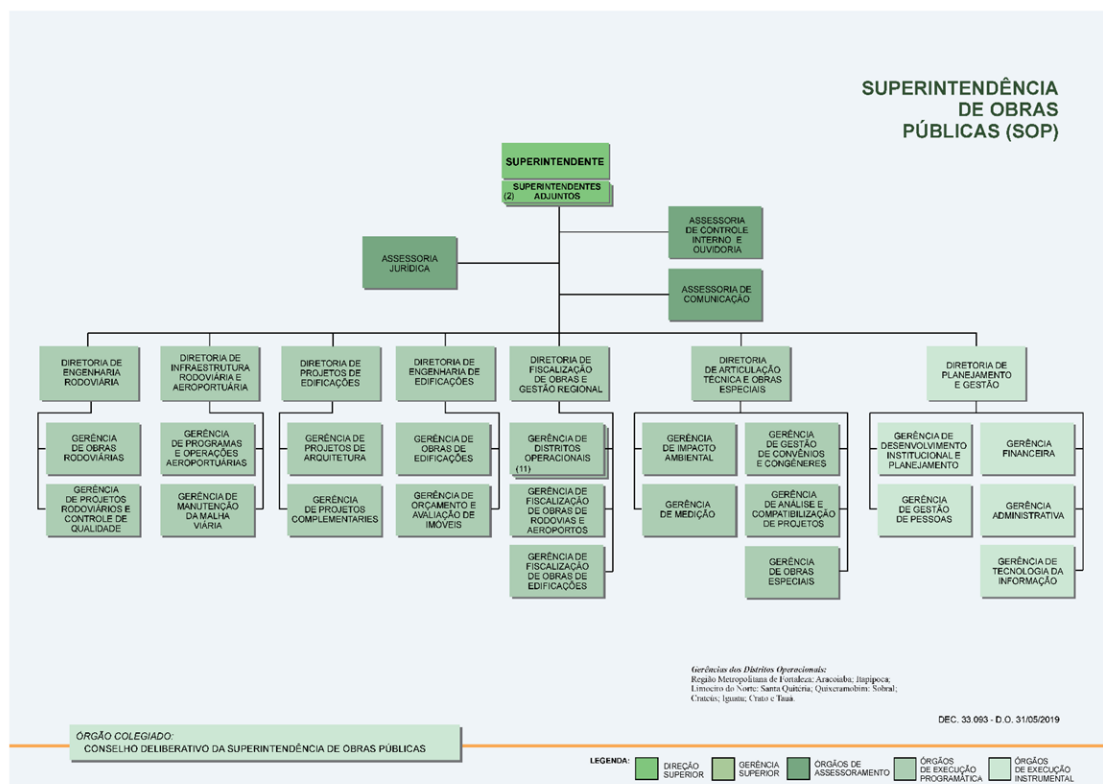 SUPERINTENDÊNCIA
DE OBRAS
PÚBLICAS (SOP)
SUPERINTENDENTE
SUPERINTENDENTES
(2) ADJUNTOS
ASSESSORIA
DE CONTROLE
INTERNO E
OUVIDORIA
ASSESSORIA
JURÍDICA
ASSESSORIA DE
COMUNICAÇÃO
DIRETORIA DE
ENGENHARIA
RODOVIÁRIA
DIRETORIA DE
INFRAESTRUTURA
RODOVIÁRIA E
AEROPORTUÁRIA
DIRETORIA
DE PROJETOS DE
EDIFICAÇÕES
DIRETORIA DE
ENGENHARIA DE
EDIFICAÇÕES
DIRETORIA DE
FISCALIZAÇÃO
DE OBRAS E
GESTÃO REGIONAL
DIRETORIA
DE ARTICULAÇÃO
TÉCNICA E OBRAS
ESPECIAIS
DIRETORIA DE
PLANEJAMENTO
E GESTÃO
GERÊNCIA
DE OBRAS
RODOVIÁRIAS
GERÊNCIA
DE PROGRAMAS
E OPERAÇÕES
AEROPORTUÁRIAS
GERÊNCIA
DE PROJETOS DE
ARQUITETURA
GERÊNCIA DE
OBRAS DE
EDIFICAÇÕES
GERÊNCIA DE
DISTRITOS
OPERACIONAIS
(11)
GERÊNCIA
DE IMPACTO
AMBIENTAL
GERÊNCIA
DE GESTÃO DE
CONVÊNIOS
E CONGÊNERES
GERÊNCIA DE
DESENVOLVIMENTO
INSTITUCIONAL E
PLANEJAMENTO
GERÊNCIA
FINANCEIRA
GERÊNCIA
DE PROJETOS
RODOVIÁRIOS E
CONTROLE DE
QUALIDADE
GERÊNCIA DE
MANUTENÇÃO
DA MALHA
VIÁRIA
GERÊNCIA
DE PROJETOS
COMPLEMENTARIES
GERÊNCIA DE
ORÇAMENTO E
AVALIAÇÃO DE
IMÓVEIS
GERÊNCIA DE
FISCALIZAÇÃO
DE OBRAS DE
RODOVIAS E
AEROPORTOS
GERÊNCIA
DE MEDIÇÃO
GERÊNCIA
DE ANÁLISE E
COMPATIBILIZAÇÃO
DE PROJETOS
GERÊNCIA
DE GESTÃO
DE PESSOAS
GERÊNCIA
ADMINISTRATIVA
GERÊNCIA DE
FISCALIZAÇÃO
DE OBRAS DE
EDIFICAÇÕES
GERÊNCIA
DE OBRAS
ESPECIAIS
GERÊNCIA DE
TECNOLOGIA DA
INFORMAÇÃO
Gerências dos Distritos Operacionais:
Região Metropolitana de Fortaleza; Aracoiaba; Itapipoca;
Limoeiro do Norte; Santa Quitéria; Quixeramobim; Sobral;
Crateús; Iguatu; Crato e Tauá.
DEC. 33.093 - D.O. 31/05/2019
ÓRGÃO COLEGIADO:
CONSELHO DELIBERATIVO DA SUPERINTENDÊNCIA DE OBRAS PÚBLICAS
LEGENDA:
DIREÇÃO
SUPERIOR
GERÊNCIA
SUPERIOR
ÓRGÃOS DE
ASSESSORAMENTO
ÓRGÃOS
DE EXECUÇÃO
PROGRAMÁTICA
ÓRGÃOS
DE EXECUÇÃO
INSTRUMENTAL